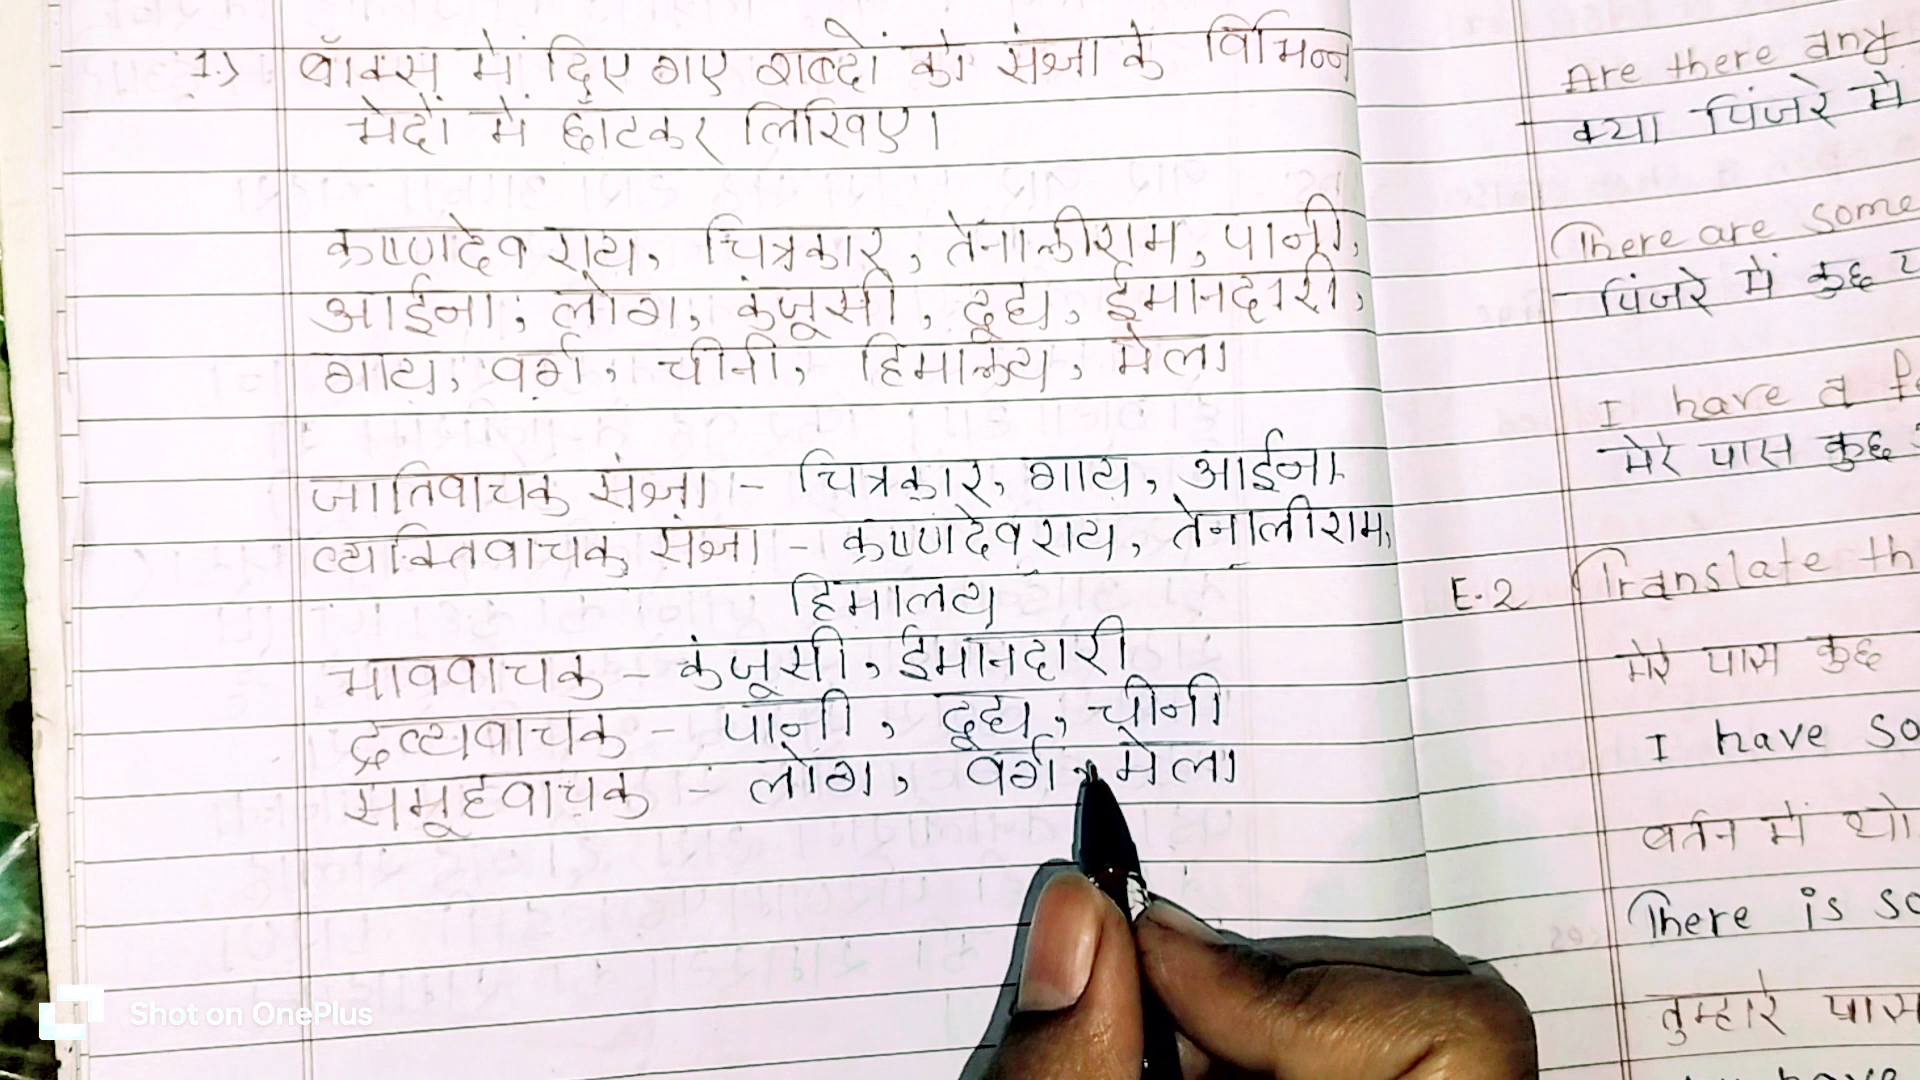 1.) बॉक्स में दिए गए शब्दों को संज्ञा के विभिन्न
भेदों में छाँटकर लिखिए।
कृष्णदेव राय, चित्रकार, तेनालीराम, पानी,
आईना, लोग, कंजूसी, दूध, ईमानदारी,
गाय, वर्ग, चीनी, हिमालय, मेला
जातिवाचक संज्ञा - चित्रकार, गाय, आईना
व्यक्तिवाचक संज्ञा - कृष्णदेव राय, तेनालीराम,
हिमालय
भाववाचक - कंजूसी, ईमानदारी
द्रव्यवाचक - पानी, दूध, चीनी
समूहवाचक - लोग, वर्ग, मेला
Are there any
क्या पिंजरे में
There are some
पिंजरे में कुछ
I have a
मेरे पास कुछ
E.2 Translate th
मेरे पास कुछ
I have so
बर्तन में थो
There is so
तुम्हारे पास
have
Shot on OnePlus